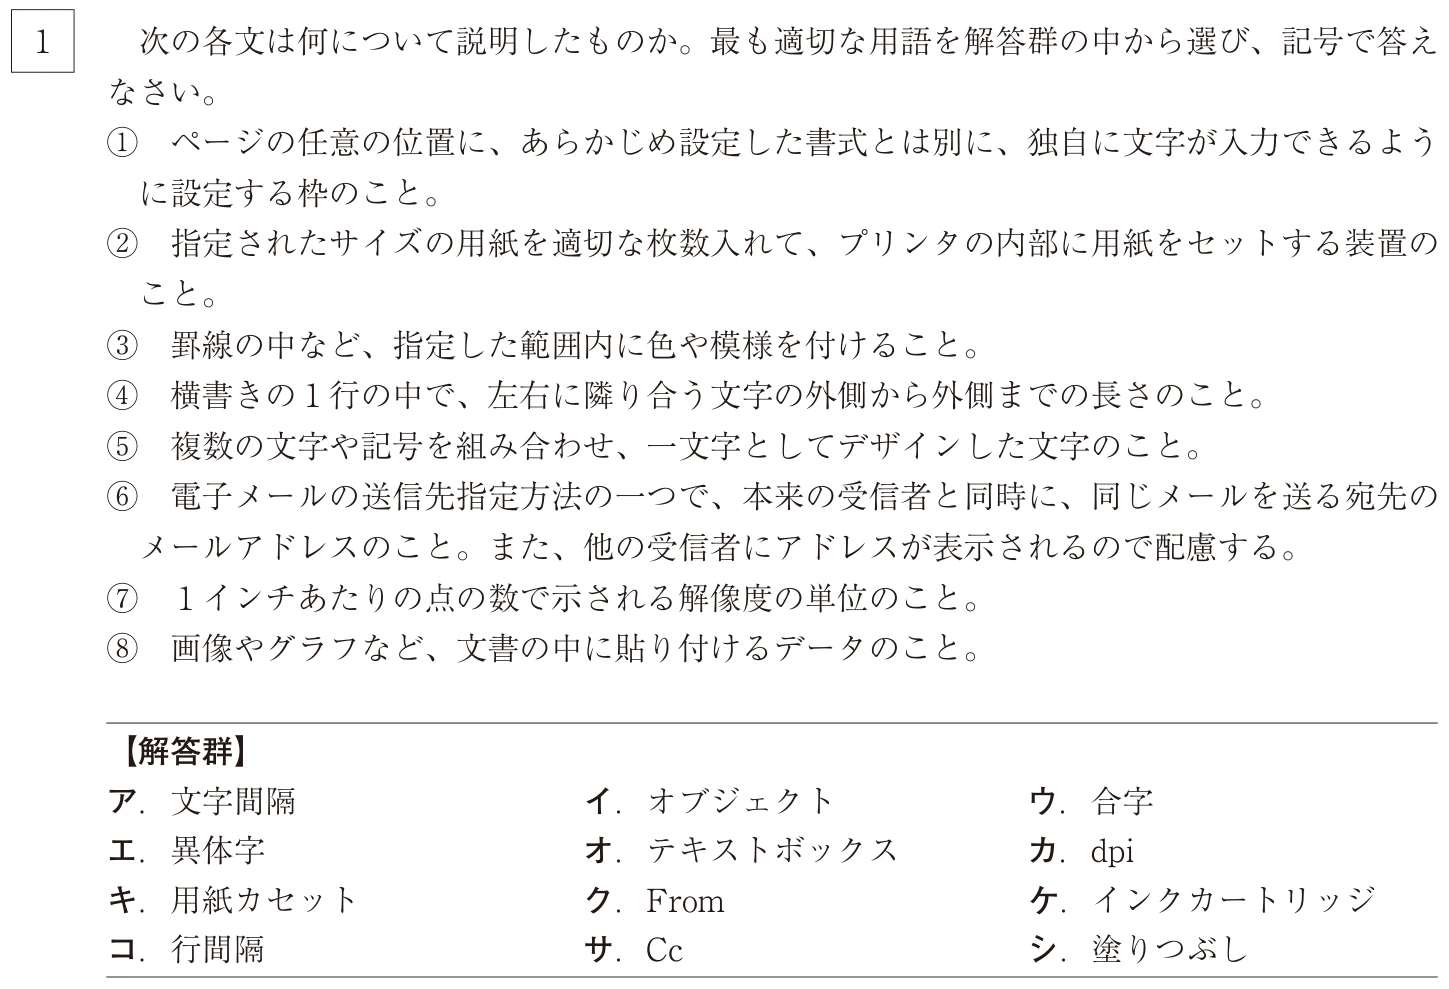 1　次の各文は何について説明したものか。最も適切な用語を解答群の中から選び、記号で答え
なさい。
①　ページの任意の位置に、あらかじめ設定した書式とは別に、独自に文字が入力できるよう
に設定する枠のこと。
②　指定されたサイズの用紙を適切な枚数入れて、プリンタの内部に用紙をセットする装置の
こと。
③　罫線の中など、指定した範囲内に色や模様を付けること。
④　横書きの1行の中で、左右に隣り合う文字の外側から外側までの長さのこと。
⑤　複数の文字や記号を組み合わせ、一文字としてデザインした文字のこと。
⑥　電子メールの送信先指定方法の一つで、本来の受信者と同時に、同じメールを送る宛先の
メールアドレスのこと。また、他の受信者にアドレスが表示されるので配慮する。
⑦　1インチあたりの点の数で示される解像度の単位のこと。
⑧　画像やグラフなど、文書の中に貼り付けるデータのこと。
【解答群】
ア．文字間隔　イ．オブジェクト　ウ．合字
エ．異体字　オ．テキストボックス　カ．dpi
キ．用紙カセット　ク．From　ケ．インクカートリッジ
コ．行間隔　サ．Cc　シ．塗りつぶし